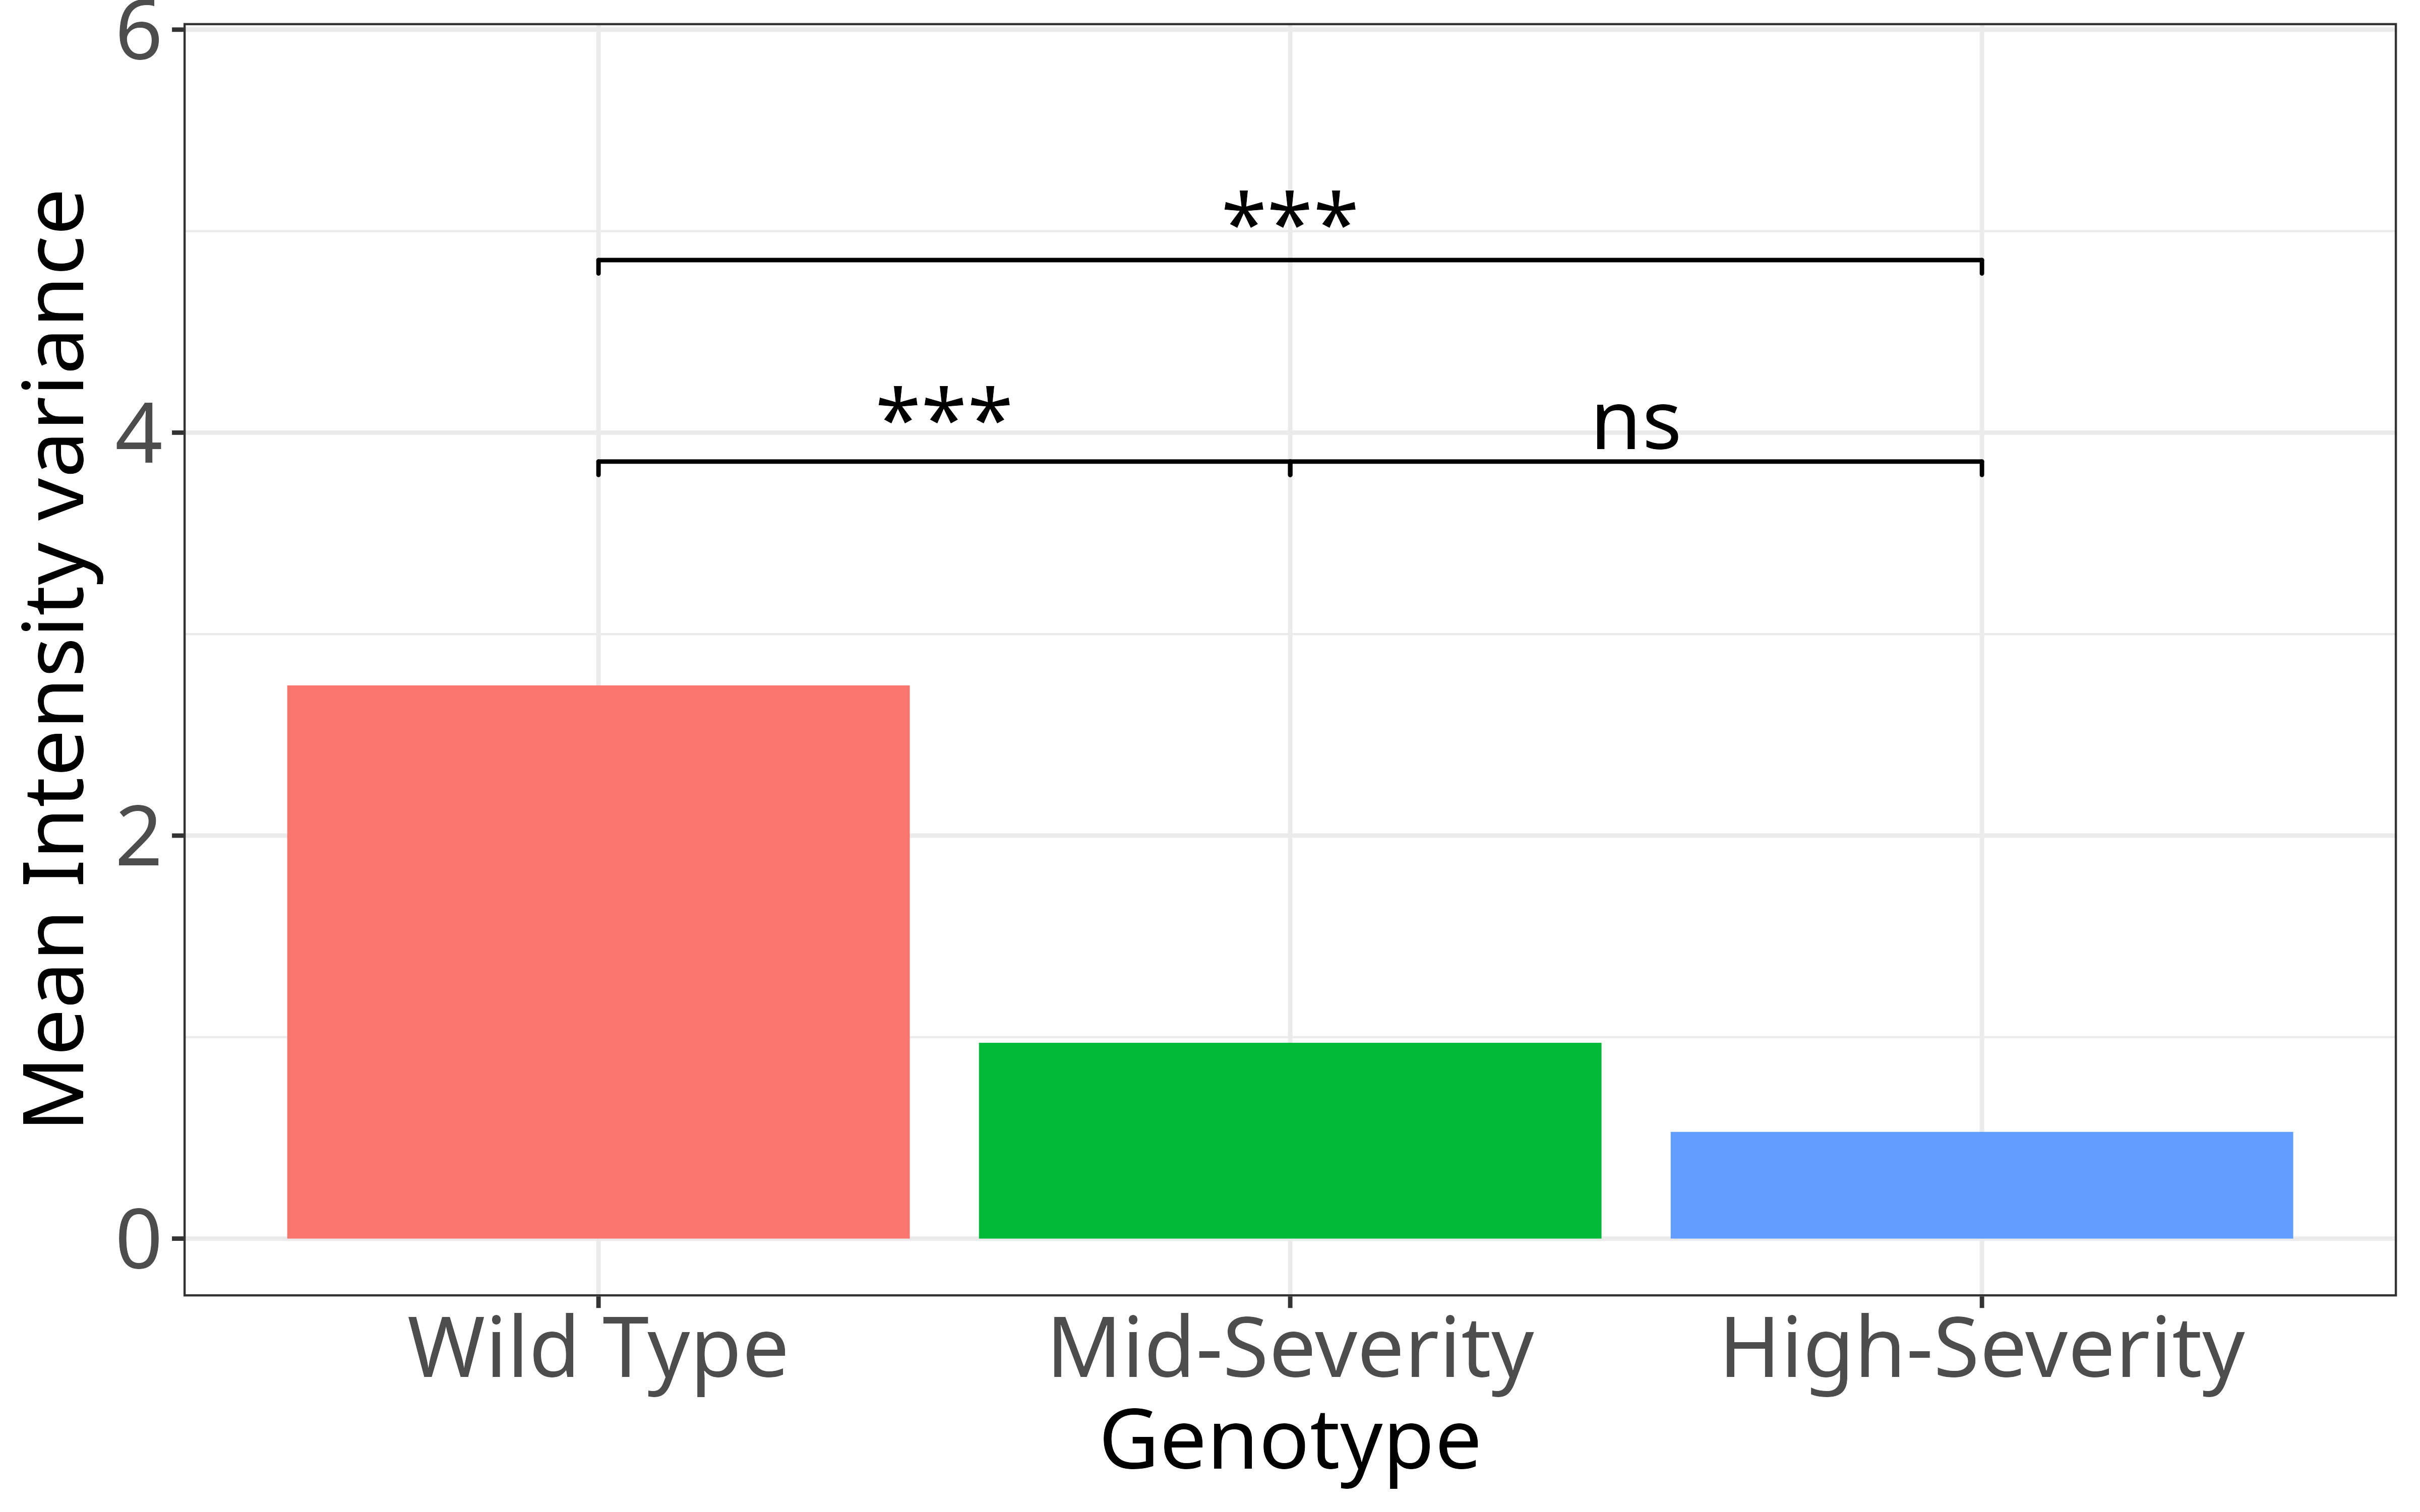 Mean Intensity variance
6
4
2
0
***
***
ns
Wild Type
Mid-Severity
High-Severity
Genotype